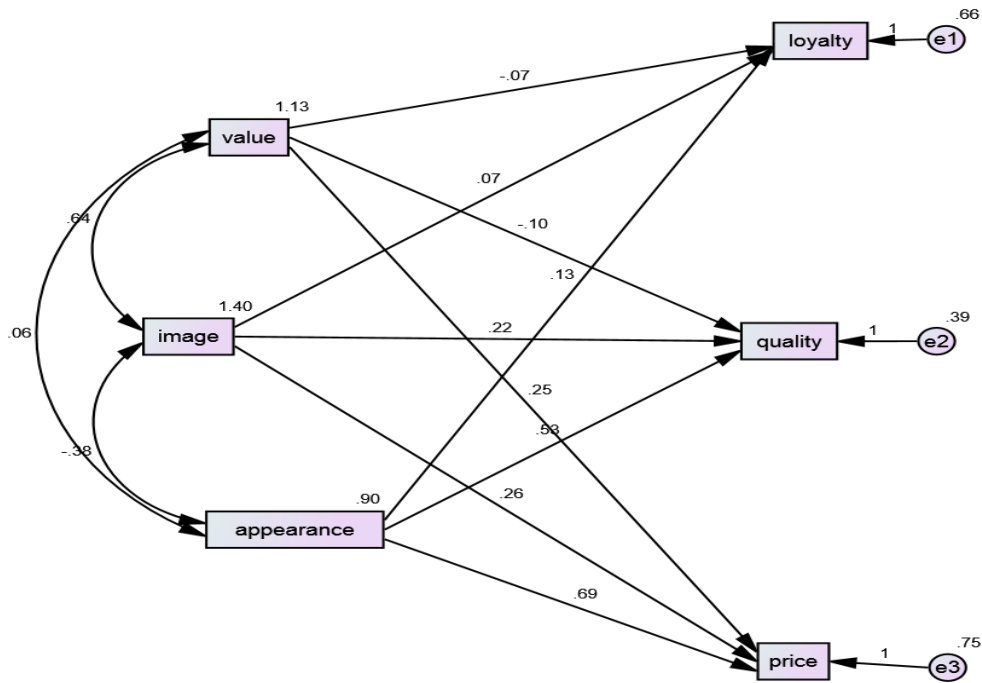 .66
loyalty
1
e1
-.07
1.13
value
.07
.64
-.10
.13
1.40
image
.06
.22
quality
1
.39
e2
.25
.53
-.38
.26
.90
appearance
.69
price
1
.75
e3